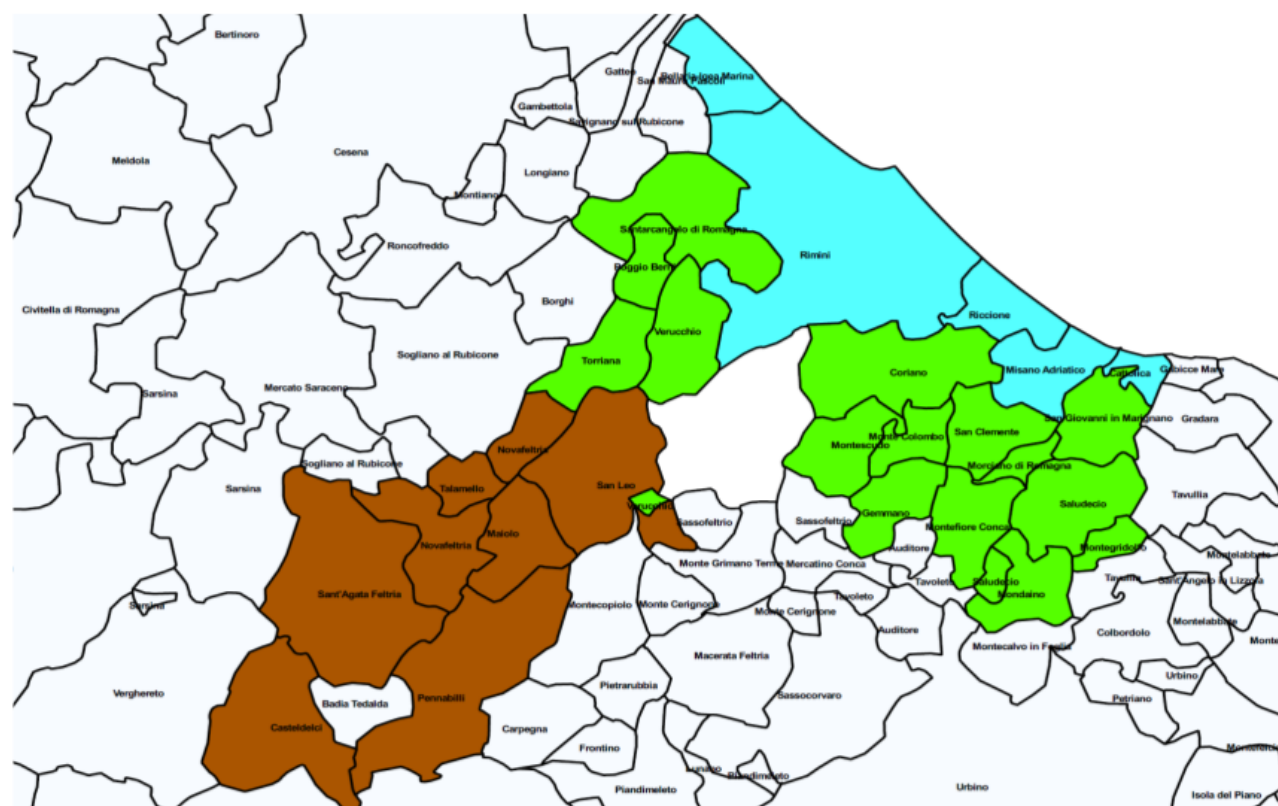 Bertinoro
Gatteo
Bellaria-Igea Marina
San Mauro Pascoli
Gambettola
Savignano sul Rubicone
Cesena
Meldola
Longiano
Montiano
Santarcangelo di Romagna
Roncofreddo
Rimini
Poggio Berni
Borghi
Civitella di Romagna
Riccione
Verucchio
Sogliano al Rubicone
Torriana
Coriano
Misano Adriatico
Cattolica
Gabicce Mare
Mercato Saraceno
Sarsina
San Giovanni in Marignano
Gradara
San Clemente
Monte Colombo
Montescudo
Novafeltria
Sogliano al Rubicone
Morciano di Romagna
Tavullia
Sarsina
Talamello
San Leo
Verucchio
Saludecio
Gemmano
Sassofeltrio
Sassofeltrio
Montefiore Conca
Maiolo
Novafeltria
Auditore
Montegridolfo
Montelabbate
Monte Grimano Terme
Mercatino Conca
Tavoleto
Saludecio
Tavullia
Sant'Angelo in Lizzola
Sant'Agata Feltria
Mondaino
Tavoleto
Sarsina
Montecopiolo
Monte Cerignone
Monte Cerignone
Montelabbate
Auditore
Colbordolo
Monte
Montecalvo in Foglia
Macerata Feltria
Pietrarubbia
Urbino
Verghereto
Pennabilli
Sassocorvaro
Petriano
Badia Tedalda
Casteldelci
Carpegna
Frontino
Lunano
Piandimeleto
Piandimeleto
Urbino
Isola del Piano